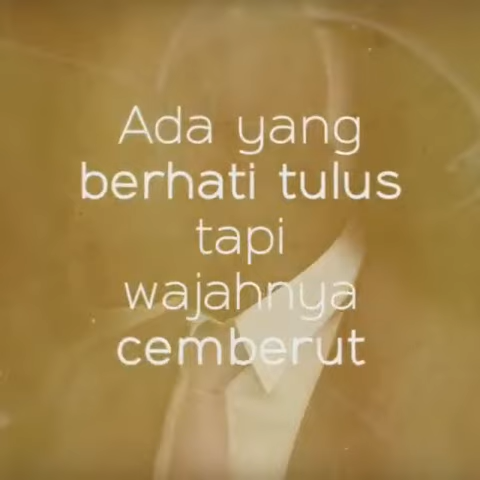 Ada yang
berhati tulus
tapi
wajahnya
cemberut